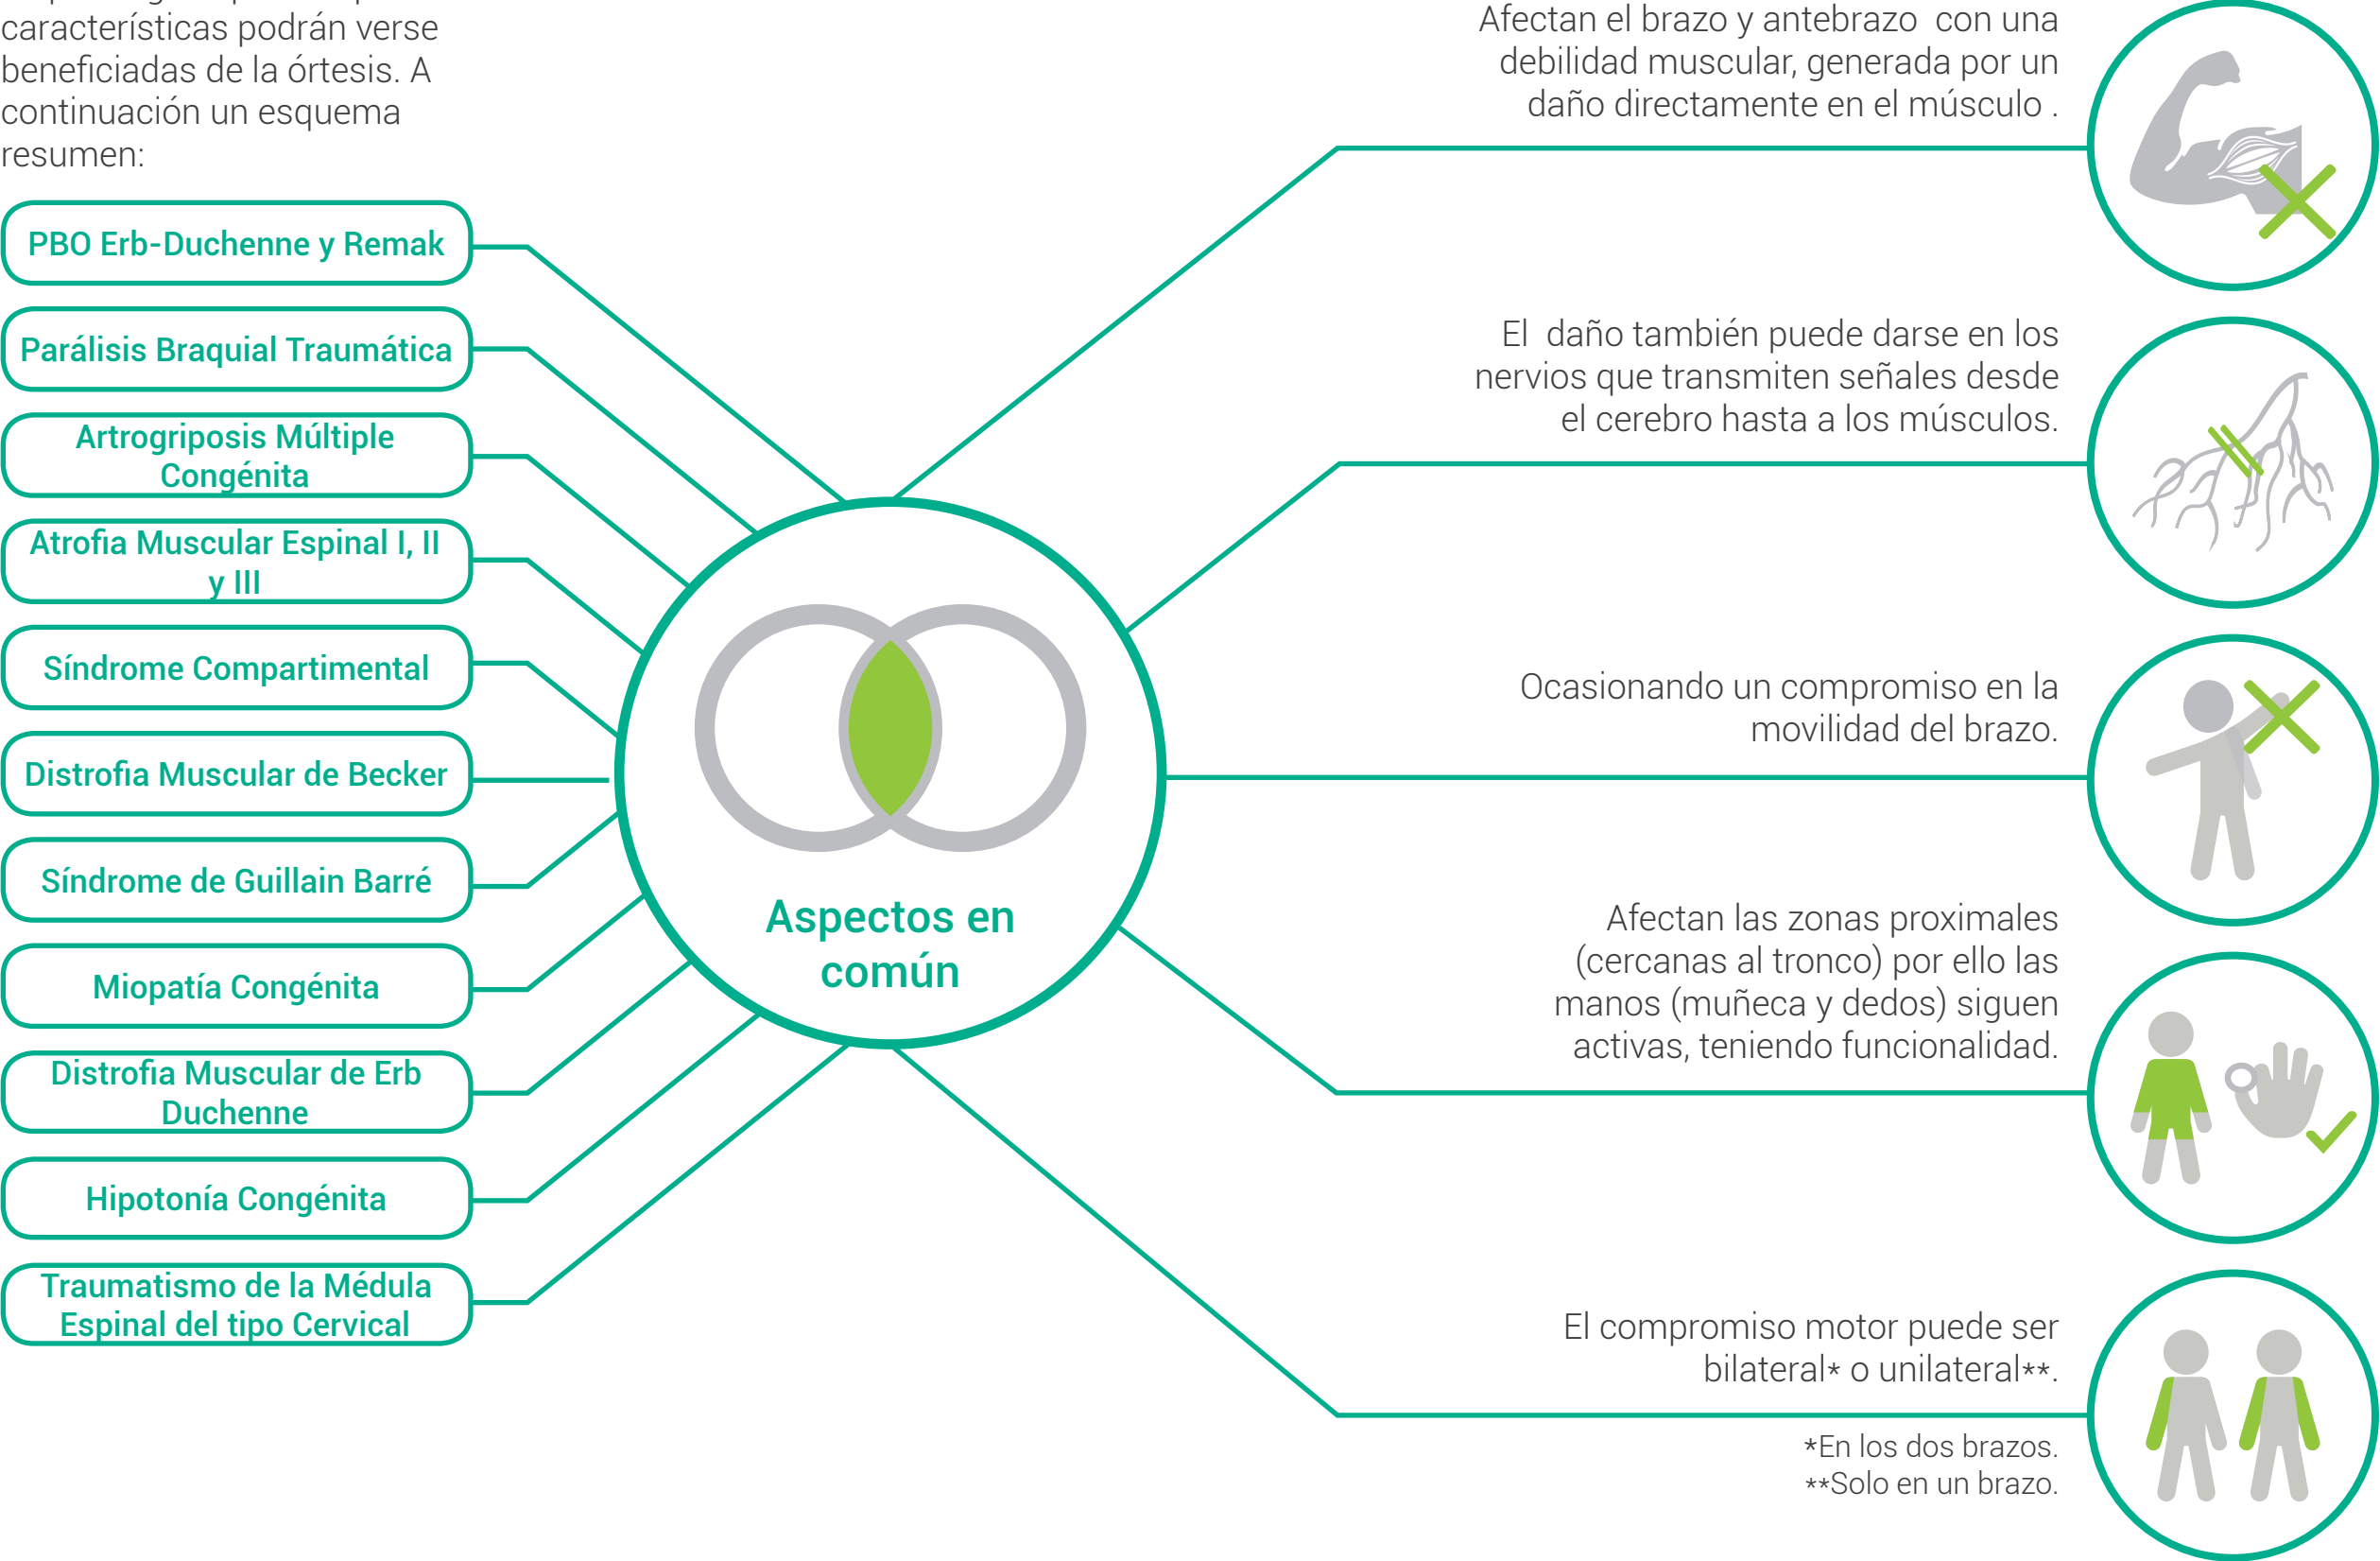 características podrán verse
beneficiadas de la órtesis. A
continuación un esquema
resumen:
PBO Erb-Duchenne y Remak
Parálisis Braquial Traumática
Artrogriposis Múltiple
Congénita
Atrofia Muscular Espinal I, II
y III
Síndrome Compartimental
Distrofia Muscular de Becker
Síndrome de Guillain Barré
Miopatía Congénita
Distrofia Muscular de Erb
Duchenne
Hipotonía Congénita
Traumatismo de la Médula
Espinal del tipo Cervical
Aspectos en
común
Afectan el brazo y antebrazo con una
debilidad muscular, generada por un
daño directamente en el músculo .
El daño también puede darse en los
nervios que transmiten señales desde
el cerebro hasta a los músculos.
Ocasionando un compromiso en la
movilidad del brazo.
Afectan las zonas proximales
(cercanas al tronco) por ello las
manos (muñeca y dedos) siguen
activas, teniendo funcionalidad.
El compromiso motor puede ser
bilateral* o unilateral**.
*En los dos brazos.
**Solo en un brazo.